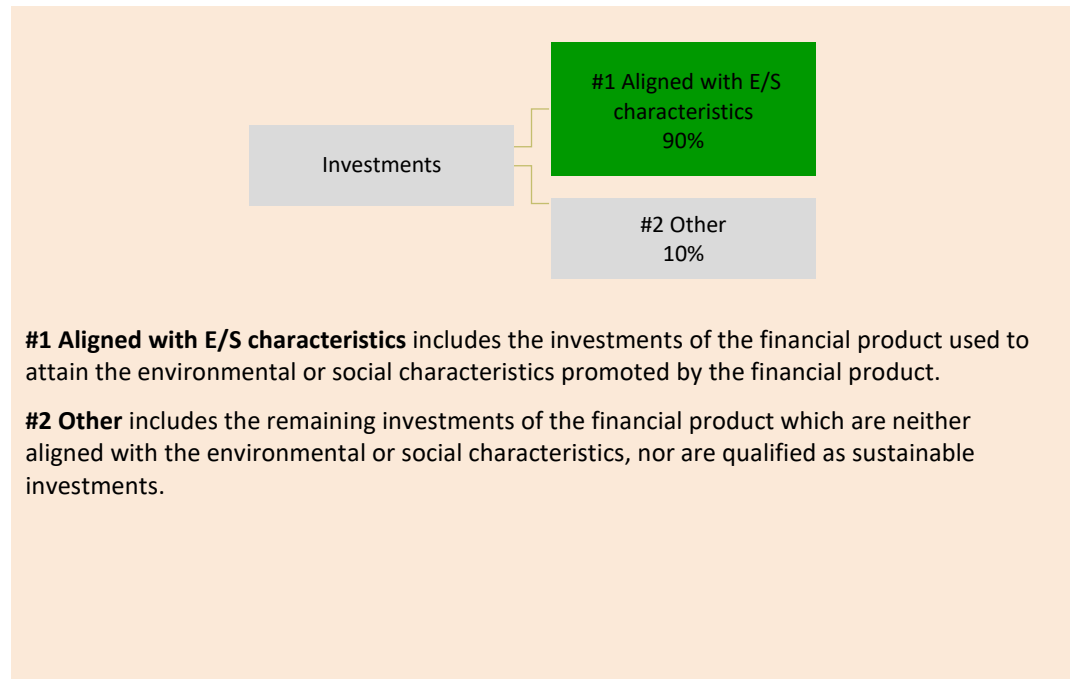 #1 Aligned with E/S
characteristics
90%
Investments
#2 Other
10%
#1 Aligned with E/S characteristics includes the investments of the financial product used to
attain the environmental or social characteristics promoted by the financial product.
#2 Other includes the remaining investments of the financial product which are neither
aligned with the environmental or social characteristics, nor are qualified as sustainable
investments.